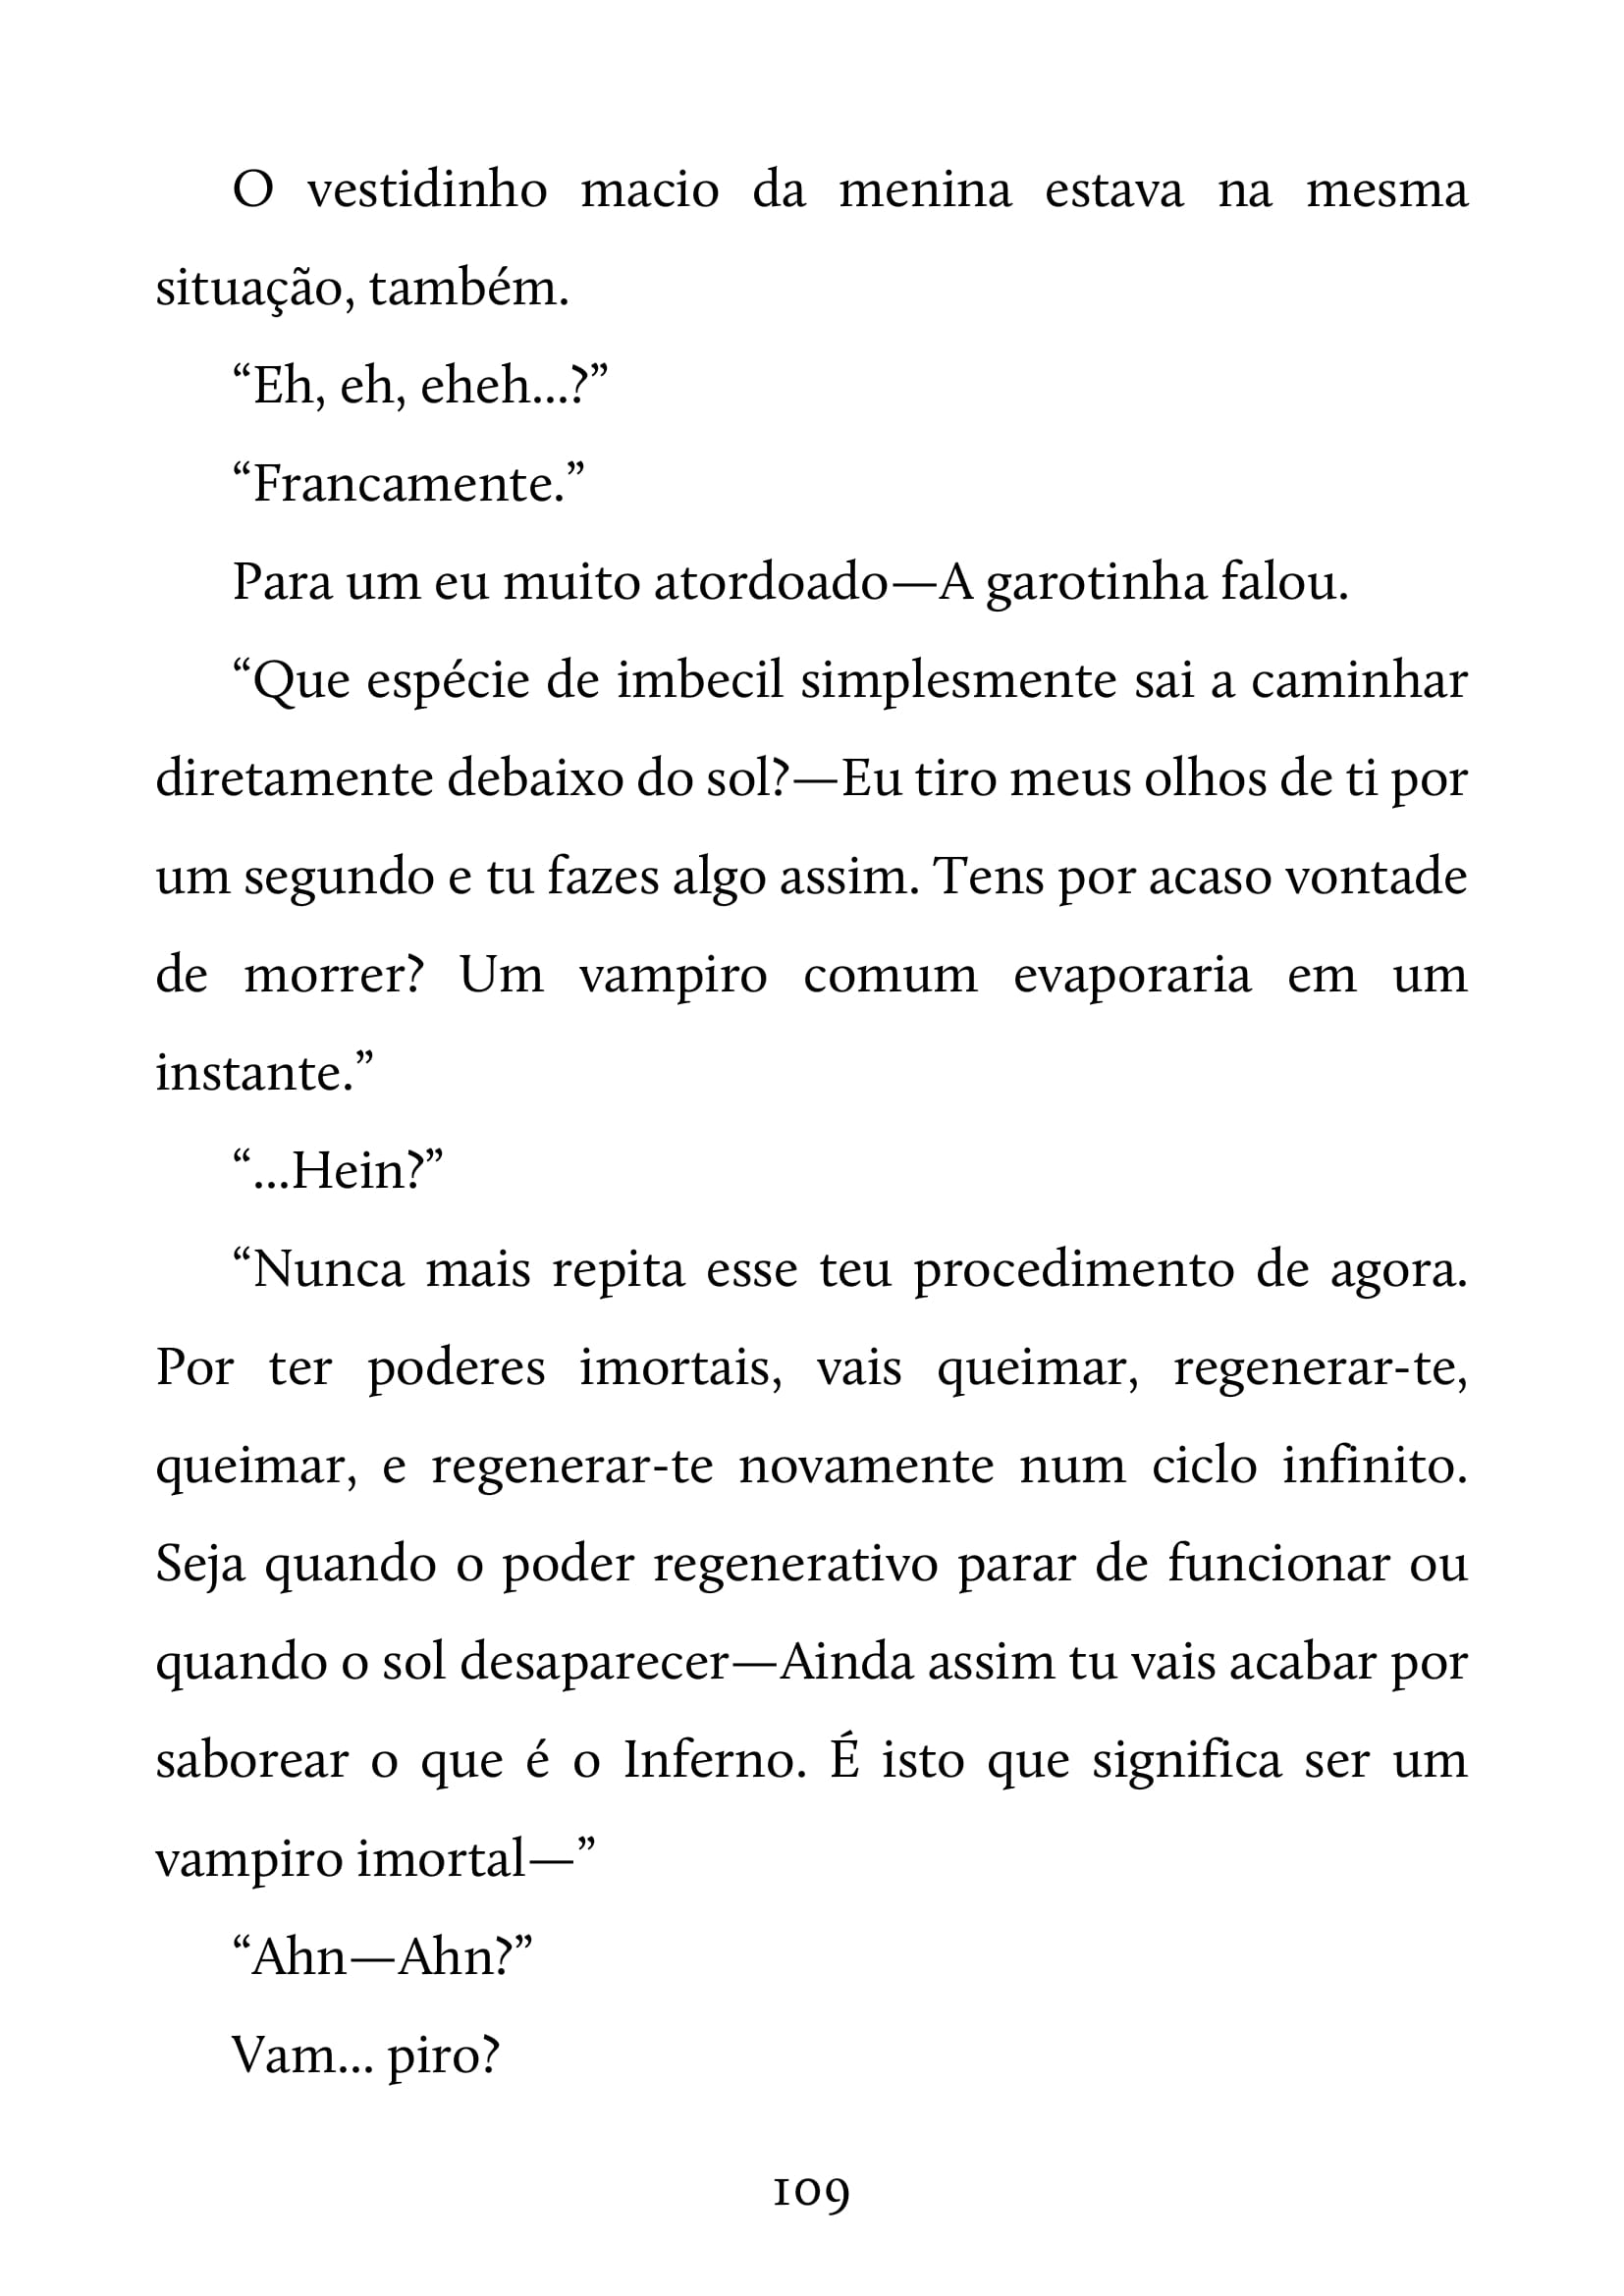 O vestidinho macio da menina estava na mesma
situação, também.
“Eh, eh, eheh...?”
“Francamente.”
Para um eu muito atordoado—A garotinha falou.
“Que espécie de imbecil simplesmente sai a caminhar
diretamente debaixo do sol?—Eu tiro meus olhos de ti por
um segundo e tu fazes algo assim. Tens por acaso vontade
de morrer? Um vampiro comum evaporaria em um
instante.”
“...Hein?”
“Nunca mais repita esse teu procedimento de agora.
Por ter poderes imortais, vais queimar, regenerar-te,
queimar, e regenerar-te novamente num ciclo infinito.
Seja quando o poder regenerativo parar de funcionar ou
quando o sol desaparecer—Ainda assim tu vais acabar por
saborear o que é o Inferno. É isto que significa ser um
vampiro imortal—”
“Ahn—Ahn?”
Vam... piro?
109